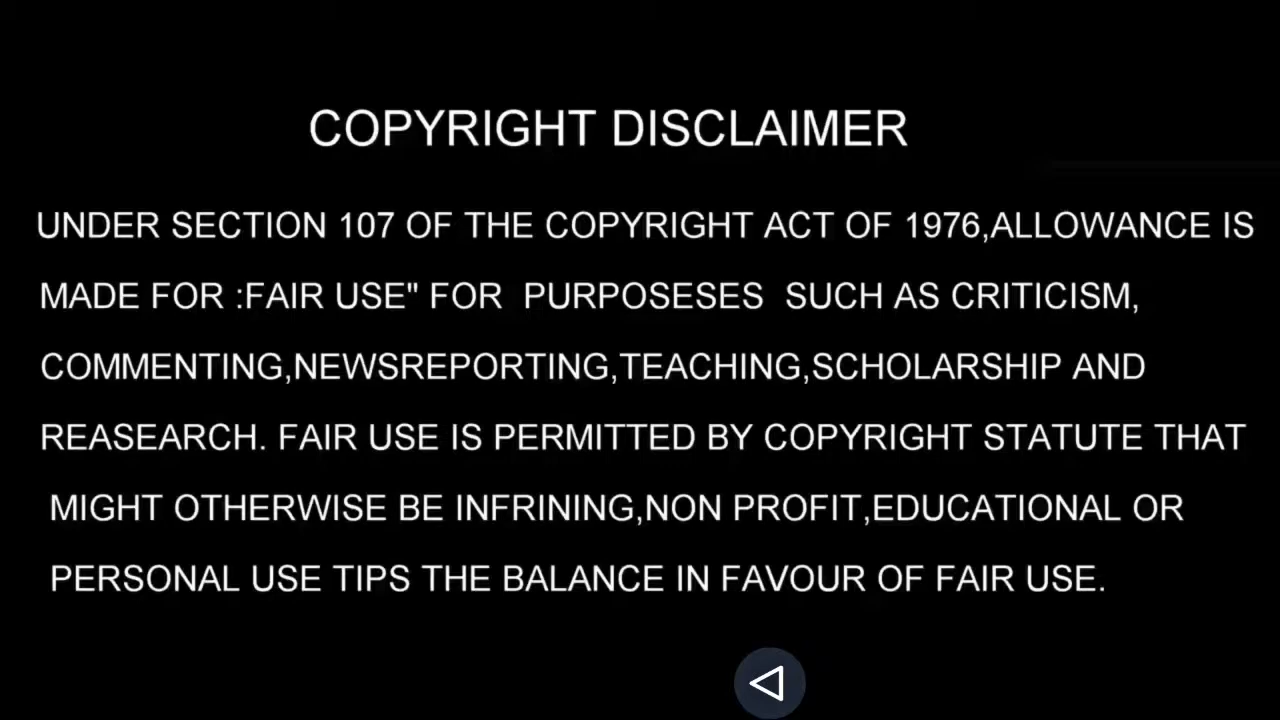 COPYRIGHT DISCLAIMER
UNDER SECTION 107 OF THE COPYRIGHT ACT OF 1976,ALLOWANCE IS
MADE FOR :FAIR USE" FOR  PURPOSESES  SUCH AS CRITICISM,
COMMENTING,NEWSREPORTING,TEACHING,SCHOLARSHIP AND
REASEARCH. FAIR USE IS PERMITTED BY COPYRIGHT STATUTE THAT
MIGHT OTHERWISE BE INFRINING,NON PROFIT,EDUCATIONAL OR
PERSONAL USE TIPS THE BALANCE IN FAVOUR OF FAIR USE.